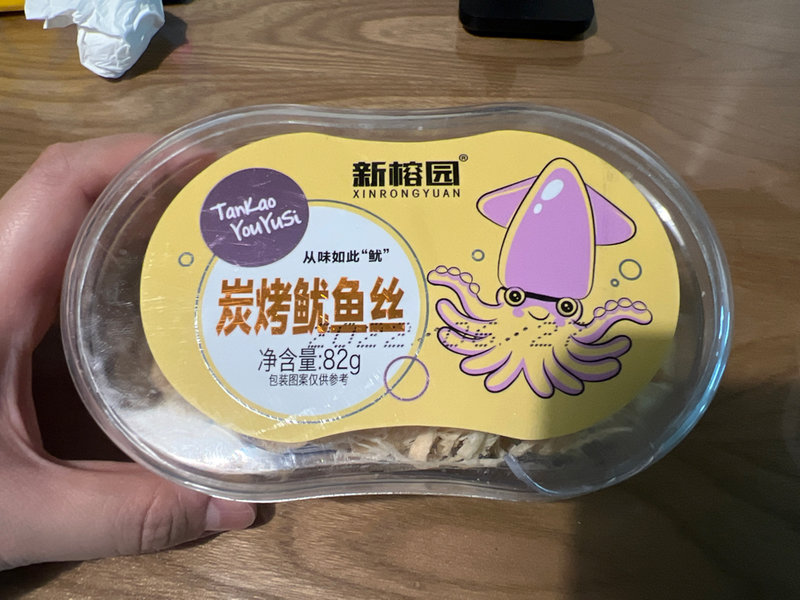 新榕园®
XINRONGYUAN
TanKao
YouYuSi
从味如此“鱿”
炭烤鱿鱼丝
净含量:82g
包装图案仅供参考